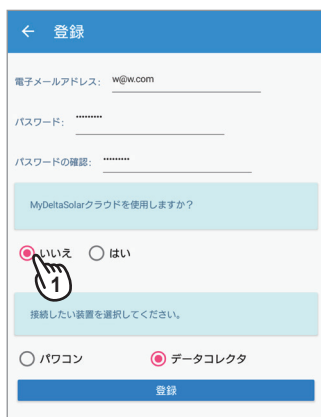 ← 登録
電子メールアドレス: w@w.com
パスワード: ·········
パスワードの確認: ·········
MyDeltaSolarクラウドを使用しますか？
いいえ はい
1
接続したい装置を選択してください。
パワコン データコレクタ
登録